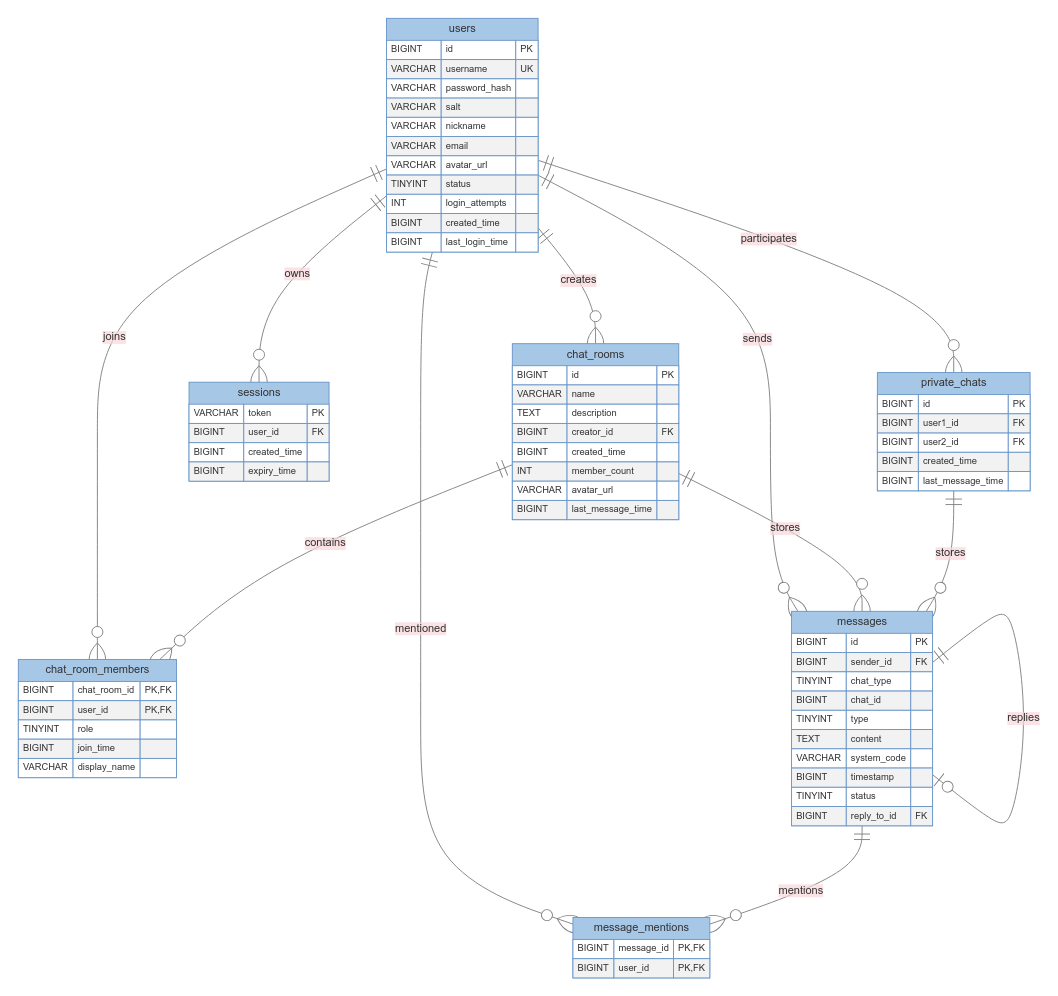 users
BIGINT id PK
VARCHAR username UK
VARCHAR password_hash
VARCHAR salt
VARCHAR nickname
VARCHAR email
VARCHAR avatar_url
TINYINT status
INT login_attempts
BIGINT created_time
BIGINT last_login_time
participates
owns
creates
joins
sends
chat_rooms
BIGINT id PK
VARCHAR name
TEXT description
BIGINT creator_id FK
BIGINT created_time
INT member_count
VARCHAR avatar_url
BIGINT last_message_time
private_chats
BIGINT id PK
BIGINT user1_id FK
BIGINT user2_id FK
BIGINT created_time
BIGINT last_message_time
sessions
VARCHAR token PK
BIGINT user_id FK
BIGINT created_time
BIGINT expiry_time
stores
contains
stores
mentioned
messages
BIGINT id PK
BIGINT sender_id FK
TINYINT chat_type
BIGINT chat_id
TINYINT type
TEXT content
VARCHAR system_code
BIGINT timestamp
TINYINT status
BIGINT reply_to_id FK
replies
chat_room_members
BIGINT chat_room_id PK,FK
BIGINT user_id PK,FK
TINYINT role
BIGINT join_time
VARCHAR display_name
mentions
message_mentions
BIGINT message_id PK,FK
BIGINT user_id PK,FK